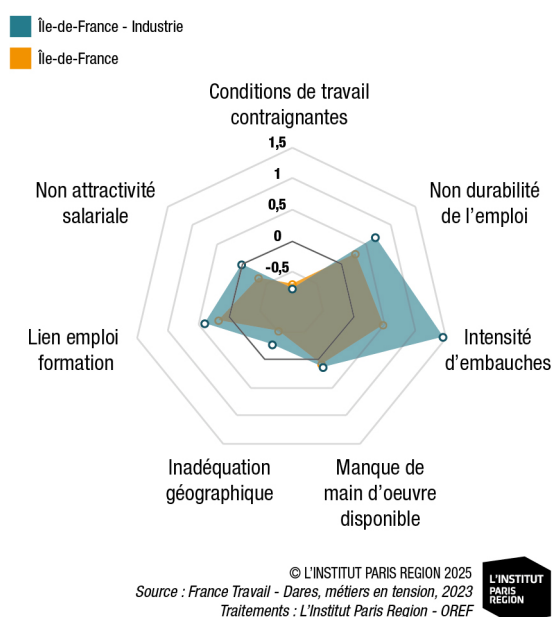 Île-de-France - Industrie
Île-de-France
Conditions de travail
contraignantes
1,5
1
0,5
0
-0,5
Non attractivité
salariale
Non durabilité
de l’emploi
Lien emploi
formation
Intensité
d’embauches
Inadéquation
géographique
Manque de
main d’oeuvre
disponible
© L’INSTITUT PARIS REGION 2025
Source : France Travail - Dares, métiers en tension, 2023
Traitements : L’Institut Paris Region - OREF
L’INSTITUT
PARIS
REGION